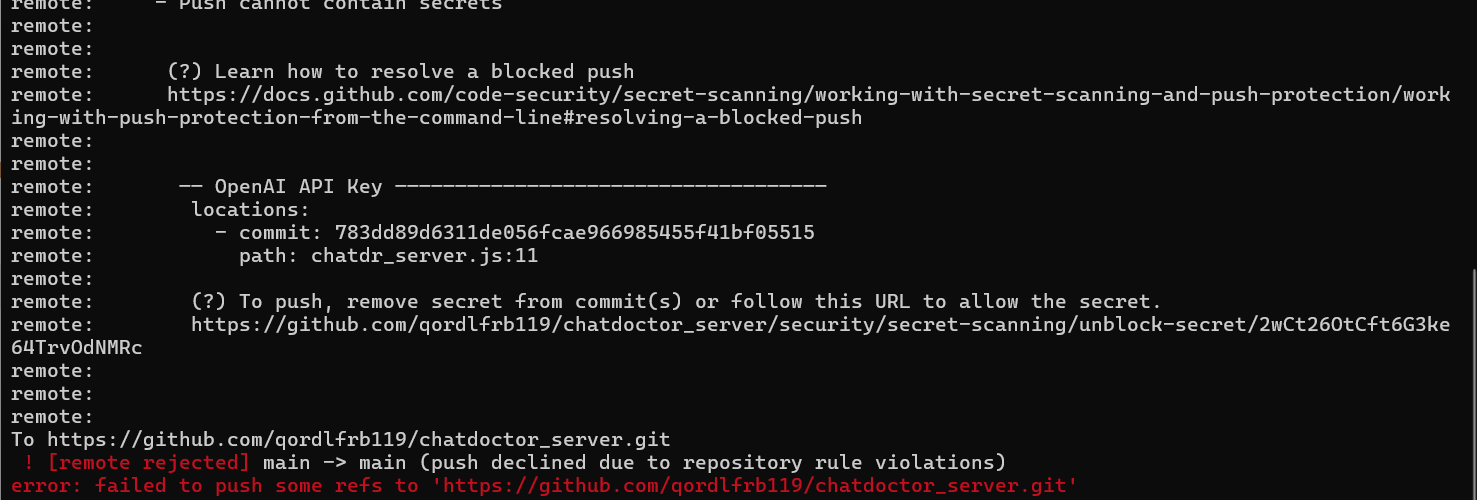 remote:     - Push cannot contain secrets
remote:
remote:
remote:      (?) Learn how to resolve a blocked push
remote:      https://docs.github.com/code-security/secret-scanning/working-with-secret-scanning-and-push-protection/work
ing-with-push-protection-from-the-command-line#resolving-a-blocked-push
remote:
remote:
remote:       —— OpenAI API Key ————————————————————————————————————
remote:        locations:
remote:          - commit: 783dd89d6311de056fcae966985455f41bf05515
remote:            path: chatdr_server.js:11
remote:
remote:        (?) To push, remove secret from commit(s) or follow this URL to allow the secret.
remote:        https://github.com/qordlfrb119/chatdoctor_server/security/secret-scanning/unblock-secret/2wCt26OtCft6G3ke
64TrvOdNMRc
remote:
remote:
remote:
To https://github.com/qordlfrb119/chatdoctor_server.git
 ! [remote rejected] main -> main (push declined due to repository rule violations)
error: failed to push some refs to 'https://github.com/qordlfrb119/chatdoctor_server.git'